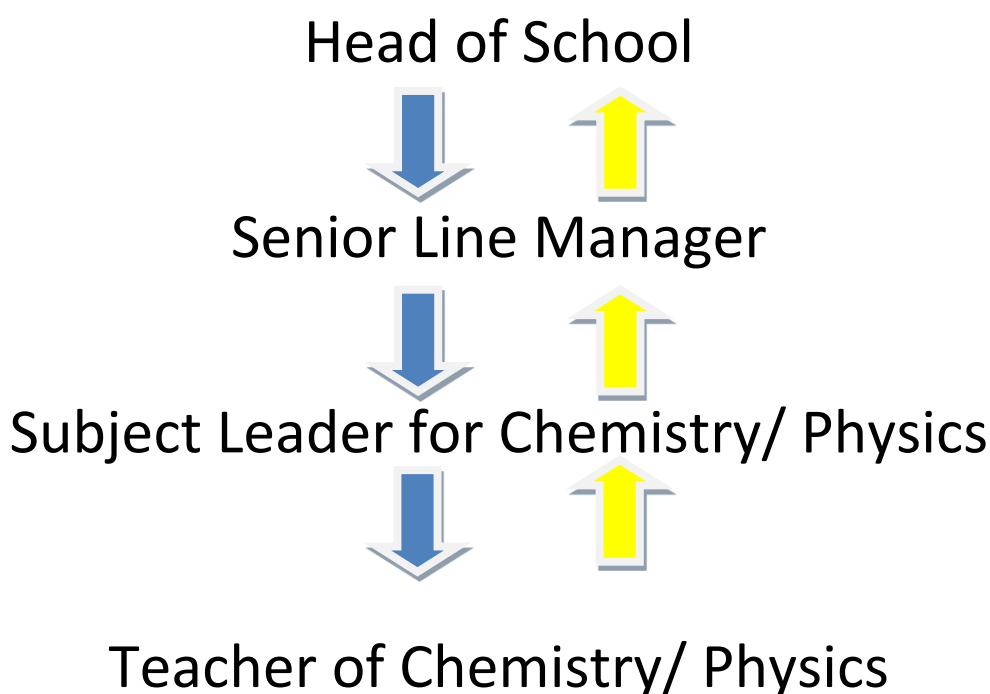 Head of School
Senior Line Manager
Subject Leader for Chemistry/ Physics
Teacher of Chemistry/ Physics